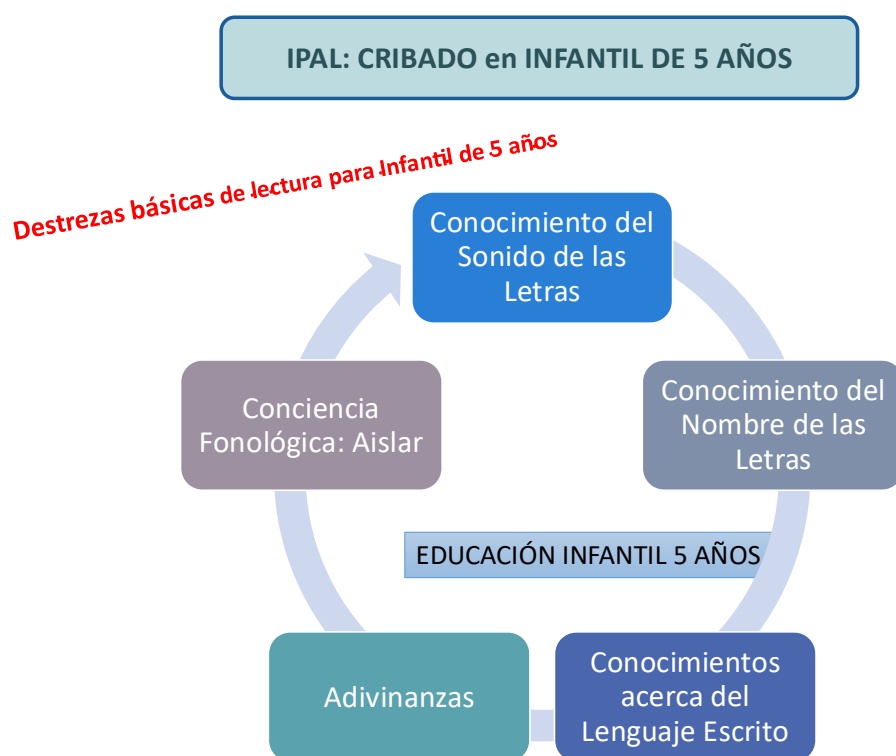 IPAL: CRIBADO en INFANTIL DE 5 AÑOS
Destrezas básicas de lectura para Infantil de 5 años
Conocimiento del
Sonido de las
Letras
Conocimiento del
Nombre de las
Letras
Conocimientos
acerca del
Lenguaje Escrito
Adivinanzas
Conciencia
Fonológica: Aislar
EDUCACIÓN INFANTIL 5 AÑOS